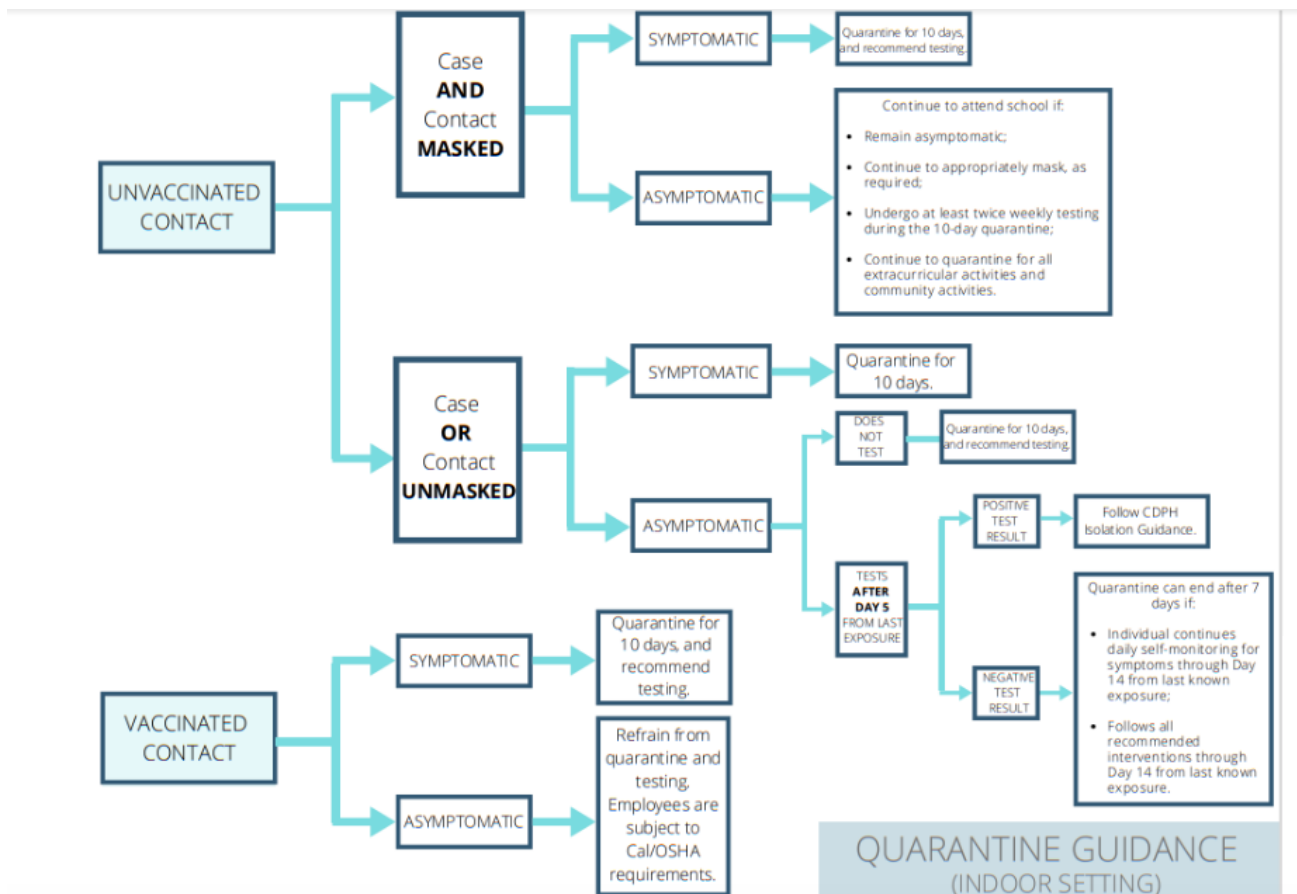 UNVACCINATED
CONTACT
Case
AND
Contact
MASKED
SYMPTOMATIC
Quarantine for 10 days,
and recommend testing.
ASYMPTOMATIC
Continue to attend school if:
• Remain asymptomatic;
• Continue to appropriately mask, as
required;
• Undergo at least twice weekly testing
during the 10-day quarantine;
• Continue to quarantine for all
extracurricular activities and
community activities.
Case
OR
Contact
UNMASKED
SYMPTOMATIC
Quarantine for
10 days.
ASYMPTOMATIC
DOES
NOT
TEST
Quarantine for 10 days,
and recommend testing.
TESTS
AFTER
DAY 5
FROM LAST
EXPOSURE
POSITIVE
TEST
RESULT
Follow CDPH
Isolation Guidance.
NEGATIVE
TEST
RESULT
Quarantine can end after 7
days if:
• Individual continues
daily self-monitoring for
symptoms through Day
14 from last known
exposure;
• Follows all
recommended
interventions through
Day 14 from last known
exposure.
VACCINATED
CONTACT
SYMPTOMATIC
Quarantine for
10 days, and
recommend
testing.
ASYMPTOMATIC
Refrain from
quarantine and
testing,
Employees are
subject to
Cal/OSHA
requirements.
QUARANTINE GUIDANCE
(INDOOR SETTING)